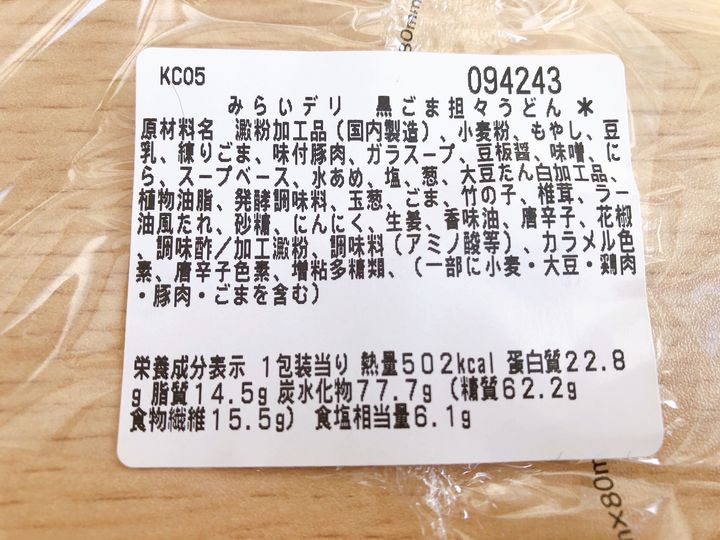 80mm
KC05 094243
みらいデリ 黒ごま担々うどん *
原材料名 澱粉加工品(国内製造)、小麦粉、もやし、豆
乳、練りごま、味付豚肉、ガラスープ、豆板醤、味噌、に
ら、スープベース、水あめ、塩、葱、大豆たん白加工品、
植物油脂、発酵調味料、玉葱、ごま、竹の子、椎茸、ラー
油風たれ、砂糖、にんにく、生姜、香味油、唐辛子、花椒
、調味酢/加工澱粉、調味料(アミノ酸等)、カラメル色
素、唐辛子色素、増粘多糖類、(一部に小麦・大豆・鶏肉
・豚肉・ごまを含む)
栄養成分表示 1包装当り 熱量502kcal 蛋白質22.8
g 脂質14.5g 炭水化物77.7g (糖質62.2g
食物繊維15.5g) 食塩相当量6.1g